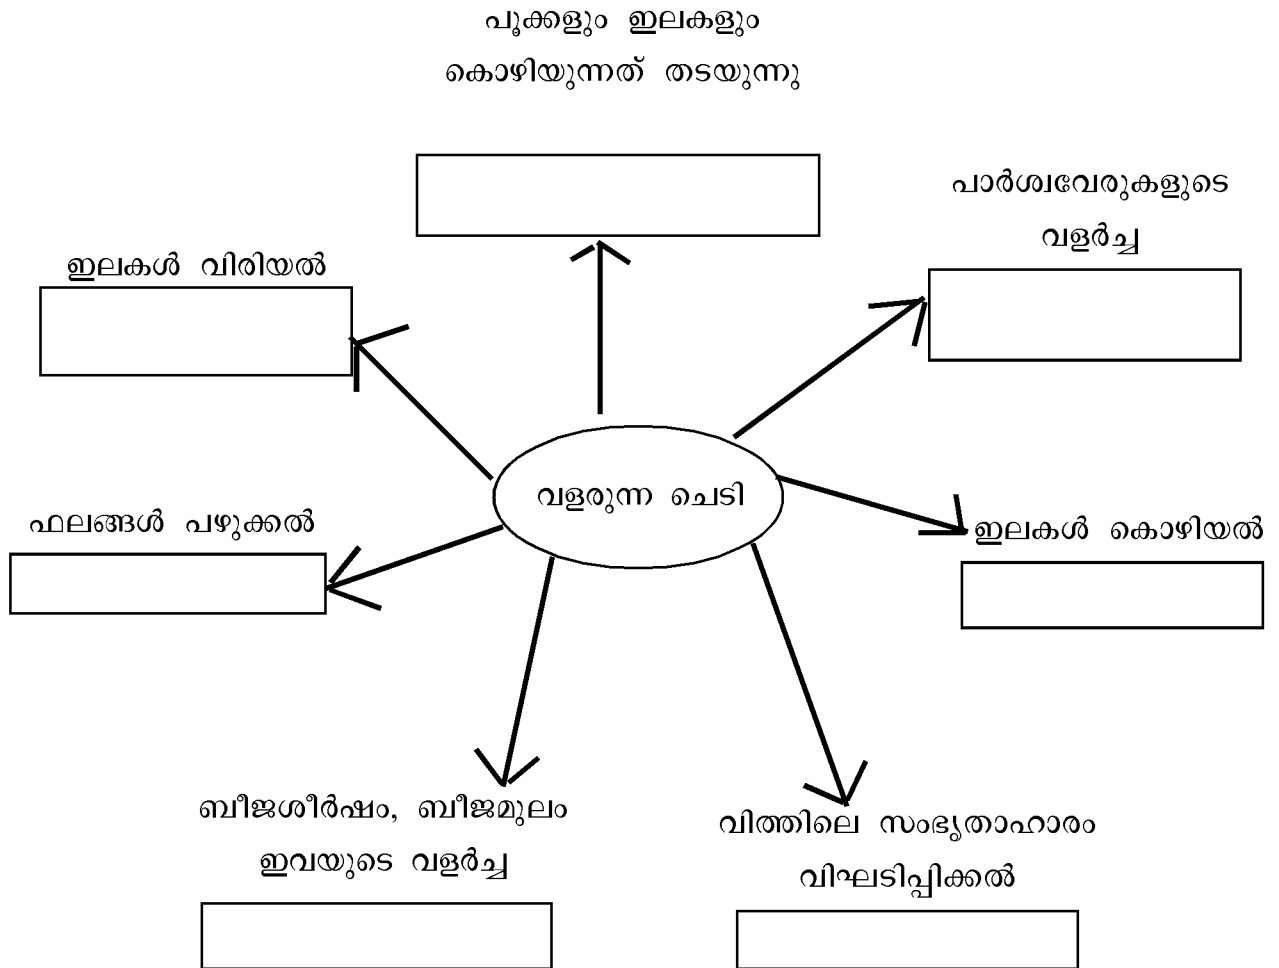 പൂക്കളും ഇലകളും
കൊഴിയുന്നത് തടയുന്നു
പാർശ്വവേരുകളുടെ
വളർച്ച
ഇലകൾ വിരിയൽ
വളരുന്ന ചെടി
ഫലങ്ങൾ പഴുക്കൽ
ഇലകൾ കൊഴിയൽ
ബീജശീർഷം, ബീജമൂലം
ഇവയുടെ വളർച്ച
വിത്തിലെ സംഭൃതാഹാരം
വിഘടിപ്പിക്കൽ